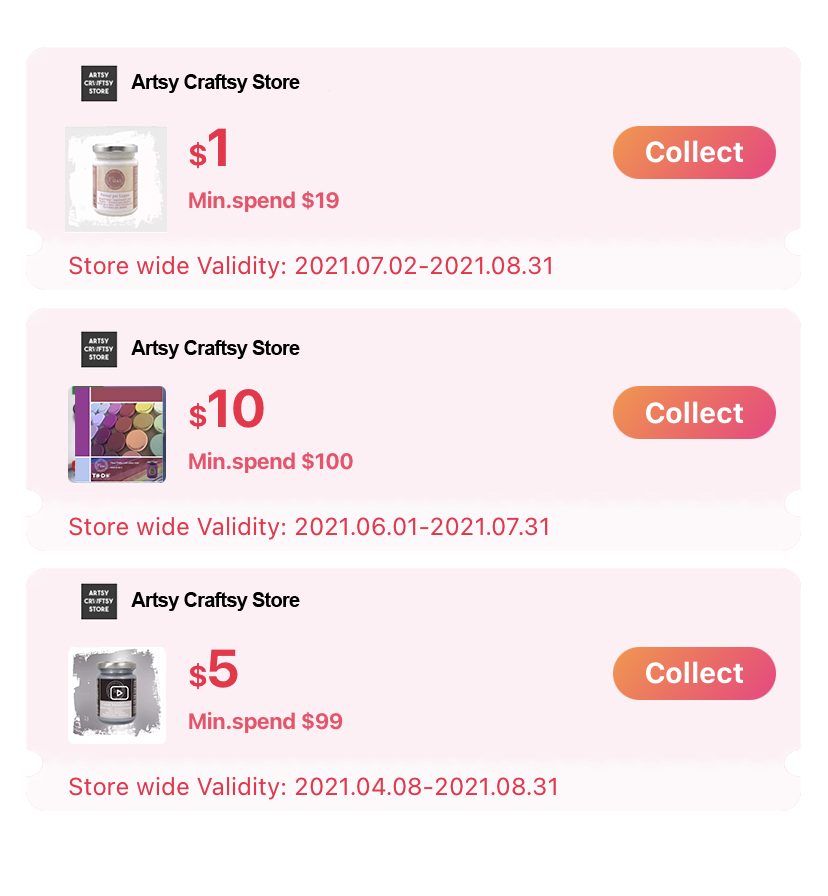 ARTSY
CRAFTSY
STORE
Artsy Craftsy Store
$1
Collect
Min.spend $19
Store wide Validity: 2021.07.02-2021.08.31
ARTSY
CRAFTSY
STORE
Artsy Craftsy Store
$10
Collect
Min.spend $100
Store wide Validity: 2021.06.01-2021.07.31
ARTSY
CRAFTSY
STORE
Artsy Craftsy Store
$5
Collect
Min.spend $99
Store wide Validity: 2021.04.08-2021.08.31